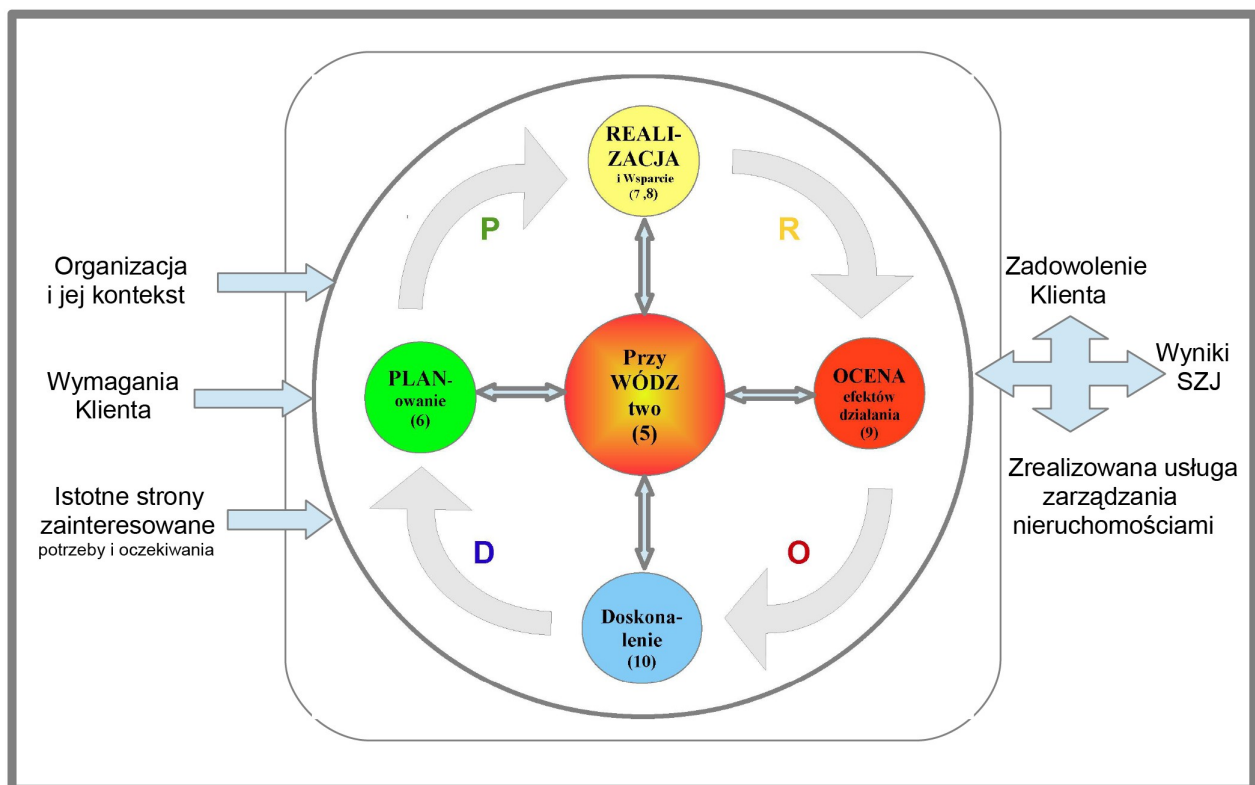 REALI-
ZACJA
i Wsparcie
(7 ,8)
P
R
Organizacja
i jej kontekst
Wymagania
Klienta
Istotne strony
zainteresowane
potrzeby i oczekiwania
PLAN-
owanie
(6)
Przy
WÓDZ
two
(5)
OCENA
efektów
działania
(9)
Zadowolenie
Klienta
Wyniki
SZJ
Zrealizowana usługa
zarządzania
nieruchomościami
D
O
Doskona-
lenie
(10)